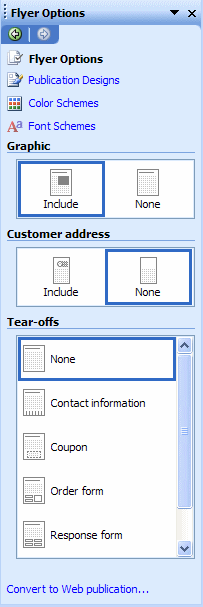 Flyer Options
Flyer Options
Publication Designs
Color Schemes
Font Schemes
Graphic
Include None
Customer address
Include None
Tear-offs
None
Contact information
Coupon
Order form
Response form
Convert to Web publication...